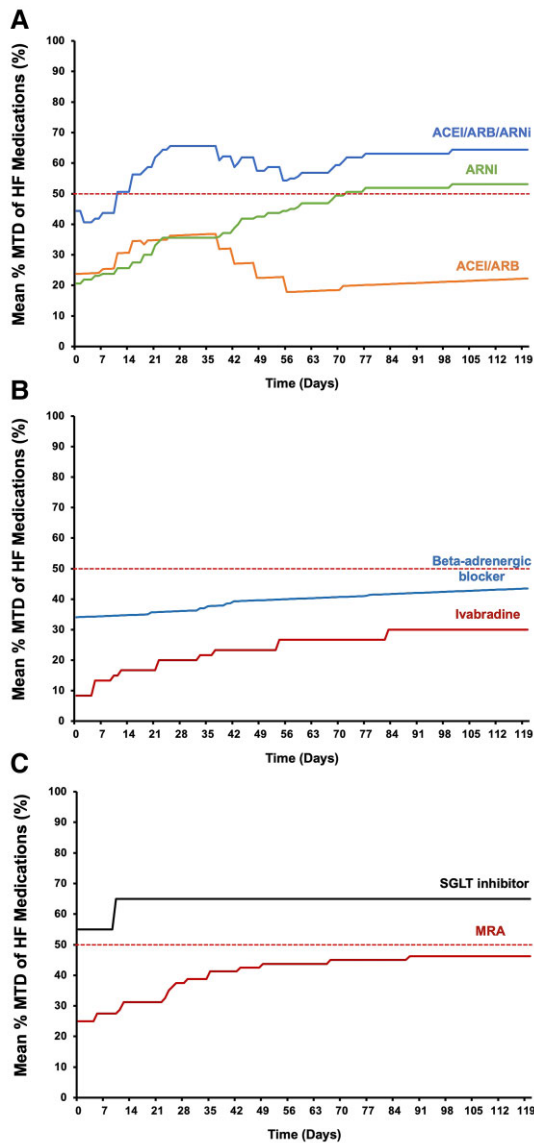 A
Mean % MTD of HF Medications (%)
100
90
80
70
60
50
40
30
20
10
0
ACEI/ARB/ARNi
ARNI
ACEI/ARB
0 7 14 21 28 35 42 49 56 63 70 77 84 91 98 105 112 119
Time (Days)
B
Mean % MTD of HF Medications (%)
100
90
80
70
60
50
40
30
20
10
0
Beta-adrenergic
blocker
Ivabradine
0 7 14 21 28 35 42 49 56 63 70 77 84 91 98 105 112 119
Time (Days)
C
Mean % MTD of HF Medications (%)
100
90
80
70
60
50
40
30
20
10
0
SGLT inhibitor
MRA
0 7 14 21 28 35 42 49 56 63 70 77 84 91 98 105 112 119
Time (Days)